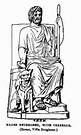 HADES ENTHRONED, WITH CERBERUS.
(Rome, Villa Borghese.)